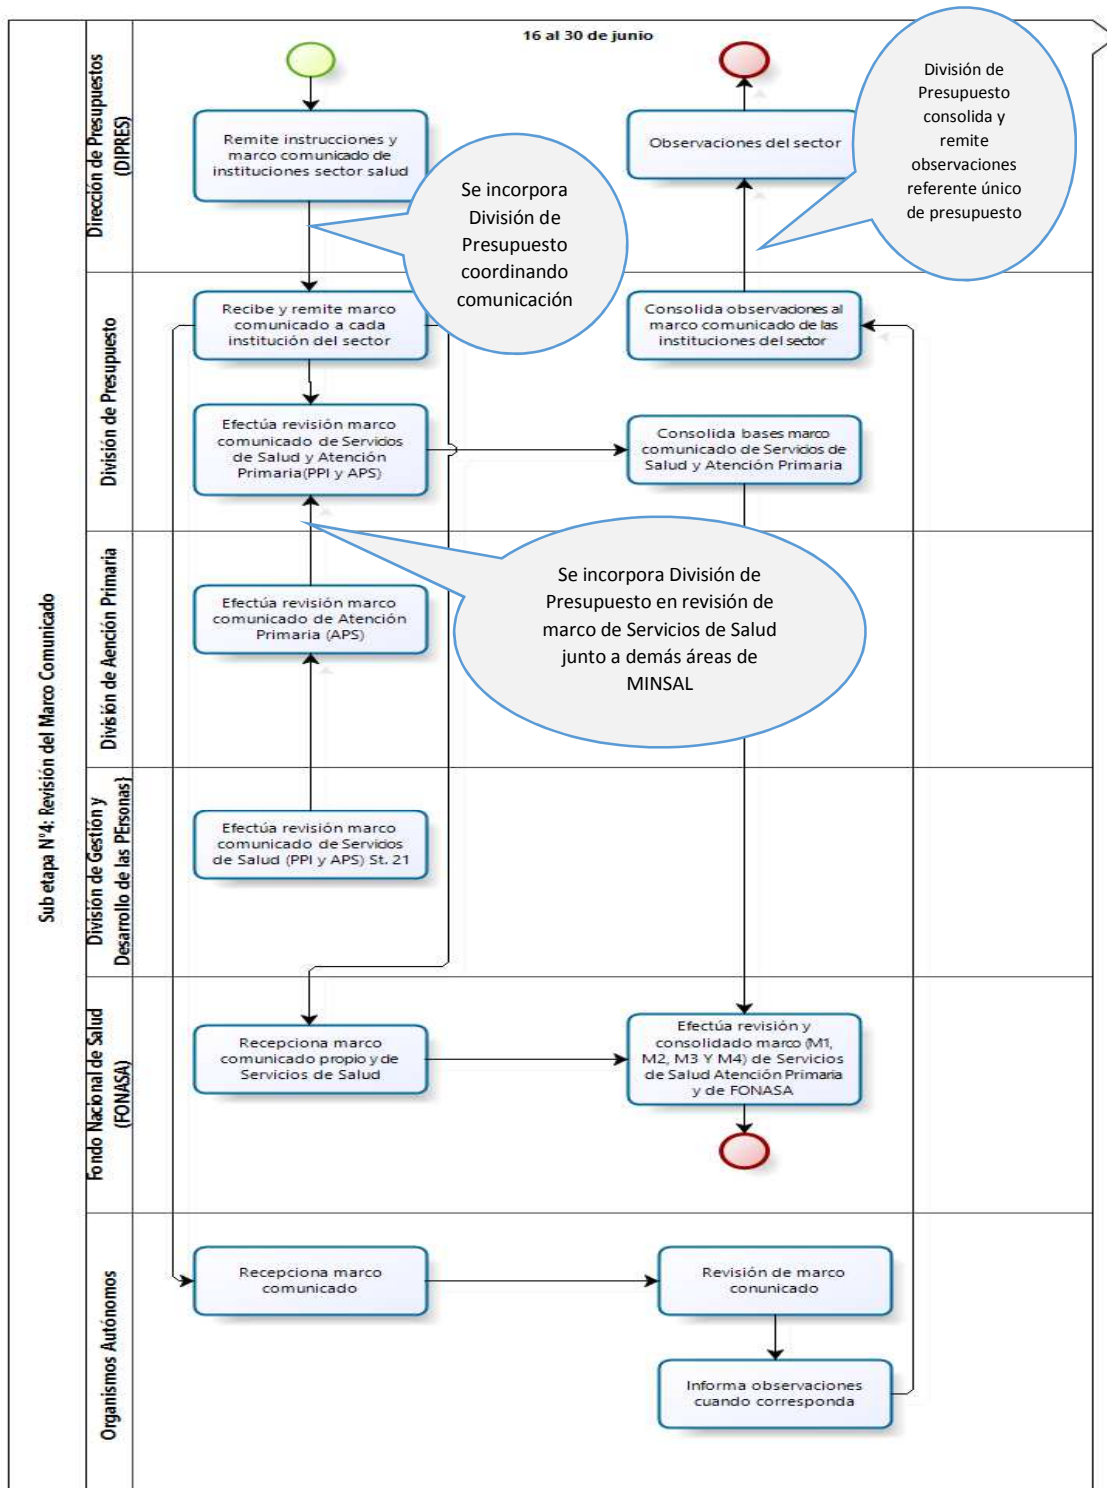 16 al 30 de junio
Sub etapa N°4: Revisión del Marco Comunicado
Dirección de Presupuestos
(DIPRES)
Remite instrucciones y
marco comunicado de
instituciones sector salud
Observaciones del sector
Se incorpora
División de
Presupuesto
coordinando
comunicación
División de
Presupuesto
consolida y
remite
observaciones
referente único
de presupuesto
División de Presupuesto
Recibe y remite marco
comunicado a cada
institución del sector
Consolida observaciones al
marco comunicado de las
instituciones del sector
Efectúa revisión marco
comunicado de Servicios
de Salud y Atención
Primaria(PPI y APS)
Consolida bases marco
comunicado de Servicios de
Salud y Atención Primaria
División de Aención Primaria
Efectúa revisión marco
comunicado de Atención
Primaria (APS)
Se incorpora División de
Presupuesto en revisión de
marco de Servicios de Salud
junto a demás áreas de
MINSAL
División de Gestión y
Desarrollo de las PErsonas}
Efectúa revisión marco
comunicado de Servicios
de Salud (PPI y APS) St. 21
Fondo Nacional de Salud
(FONASA)
Recepciona marco
comunicado propio y de
Servicios de Salud
Efectúa revisión y
consolidado marco (M1,
M2, M3 Y M4) de Servicios
de Salud Atención Primaria
y de FONASA
Organismos Autónomos
Recepciona marco
comunicado
Revisión de marco
conunicado
Informa observaciones
cuando corresponda